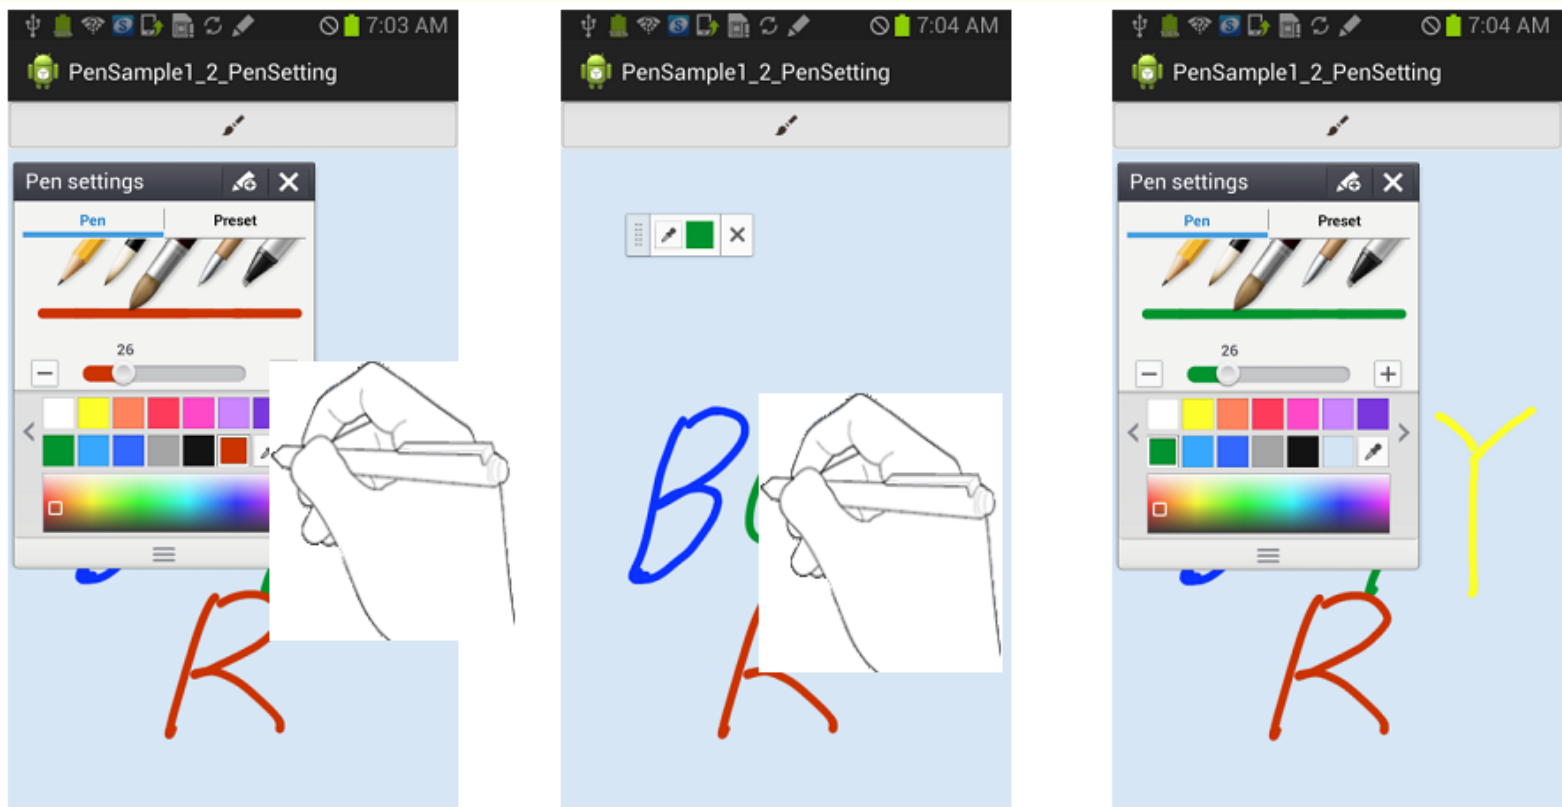 7:03 AM
PenSample1_2_PenSetting
Pen settings
Pen
Preset
26
R
7:04 AM
PenSample1_2_PenSetting
B
7:04 AM
PenSample1_2_PenSetting
Pen settings
Pen
Preset
26
Y
R